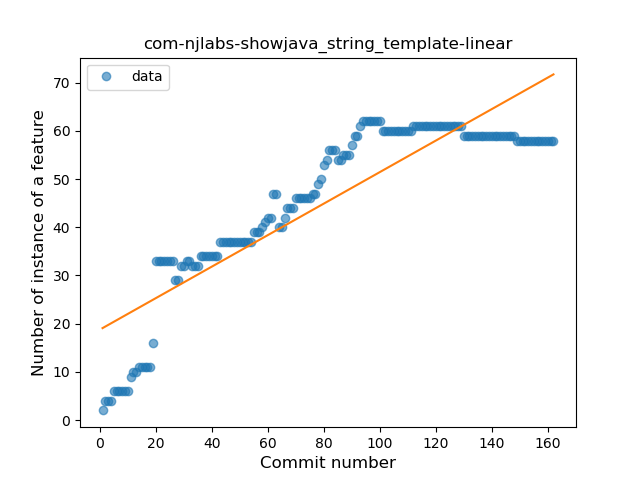 com-njlabs-showjava_string_template-linear
data
Number of instance of a feature
70
60
50
40
30
20
10
0
0 20 40 60 80 100 120 140 160
Commit number